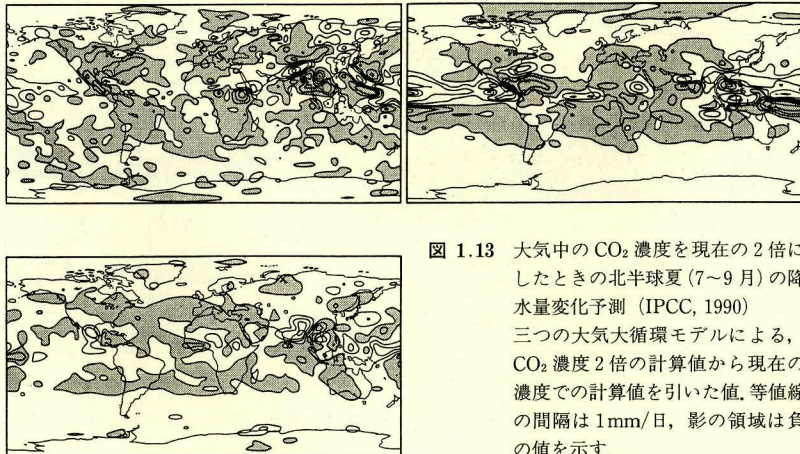 図 1.13 大気中の CO₂ 濃度を現在の 2 倍に
したときの北半球夏 (7〜9 月) の降
水量変化予測 (IPCC, 1990)
三つの大気大循環モデルによる,
CO₂ 濃度 2 倍の計算値から現在の
濃度での計算値を引いた値. 等値線
の間隔は 1mm/日, 影の領域は負
の値を示す